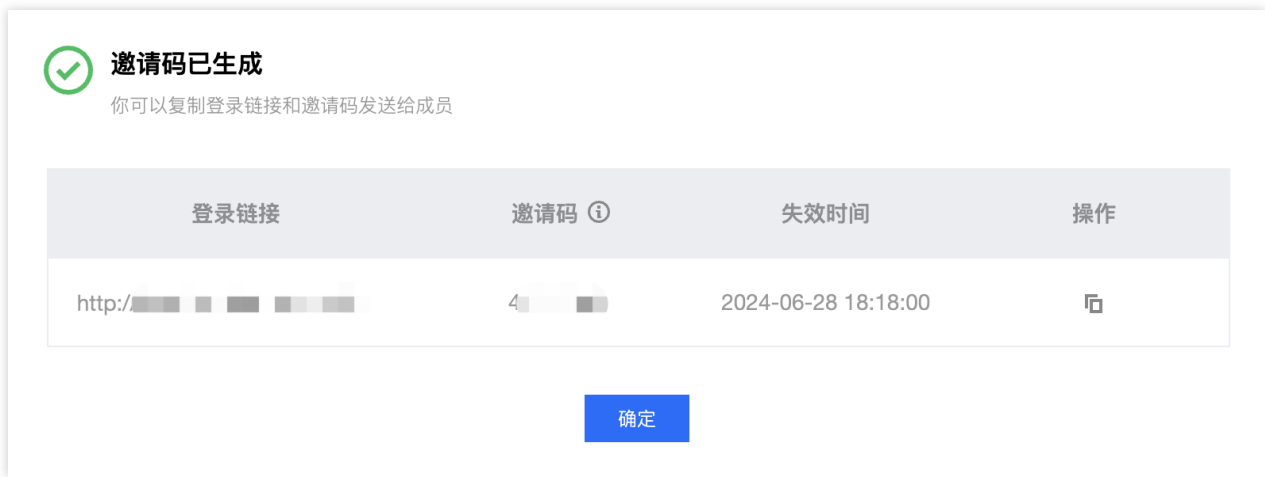 邀请码已生成
你可以复制登录链接和邀请码发送给成员
登录链接 邀请码 失效时间 操作
http:/ 4 2024-06-28 18:18:00
确定